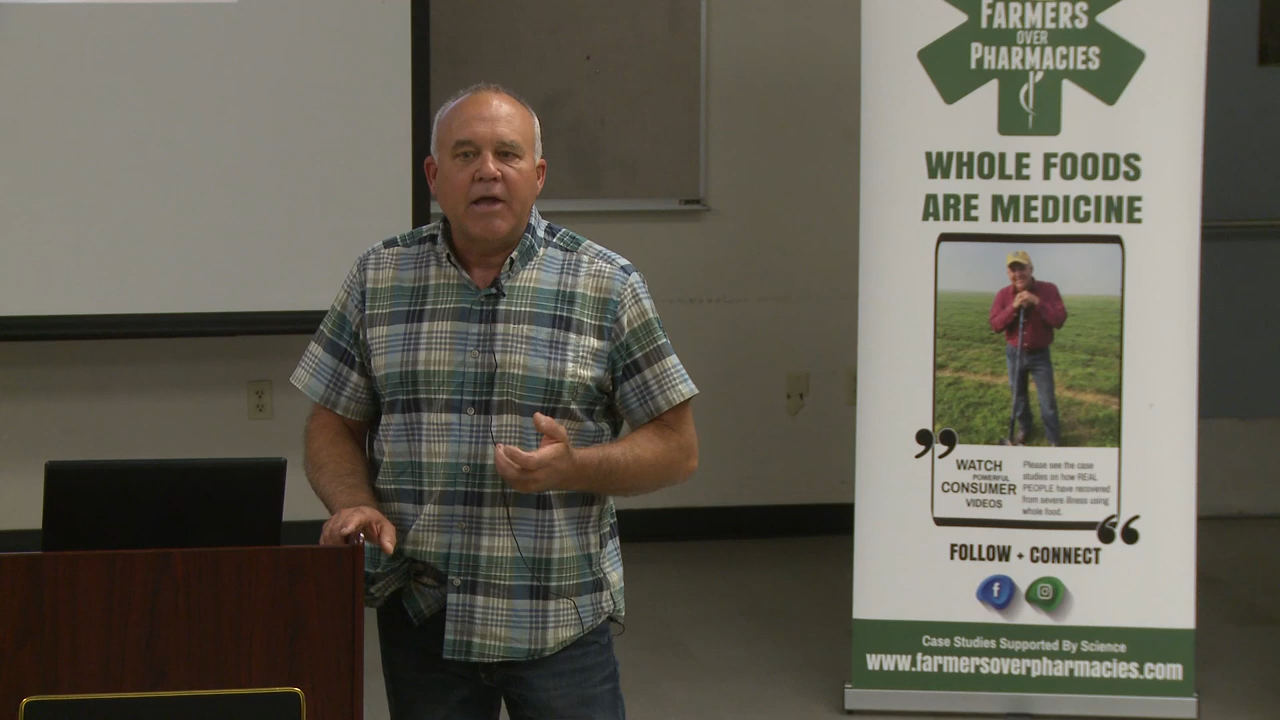 FARMERS
OVER
PHARMACIES
WHOLE FOODS
ARE MEDICINE
WATCH
POWERFUL
CONSUMER
VIDEOS
Please see the case
studies on how REAL
PEOPLE have recovered
from severe illness using
whole food.
FOLLOW + CONNECT
Case Studies Supported By Science
www.farmersoverpharmacies.com